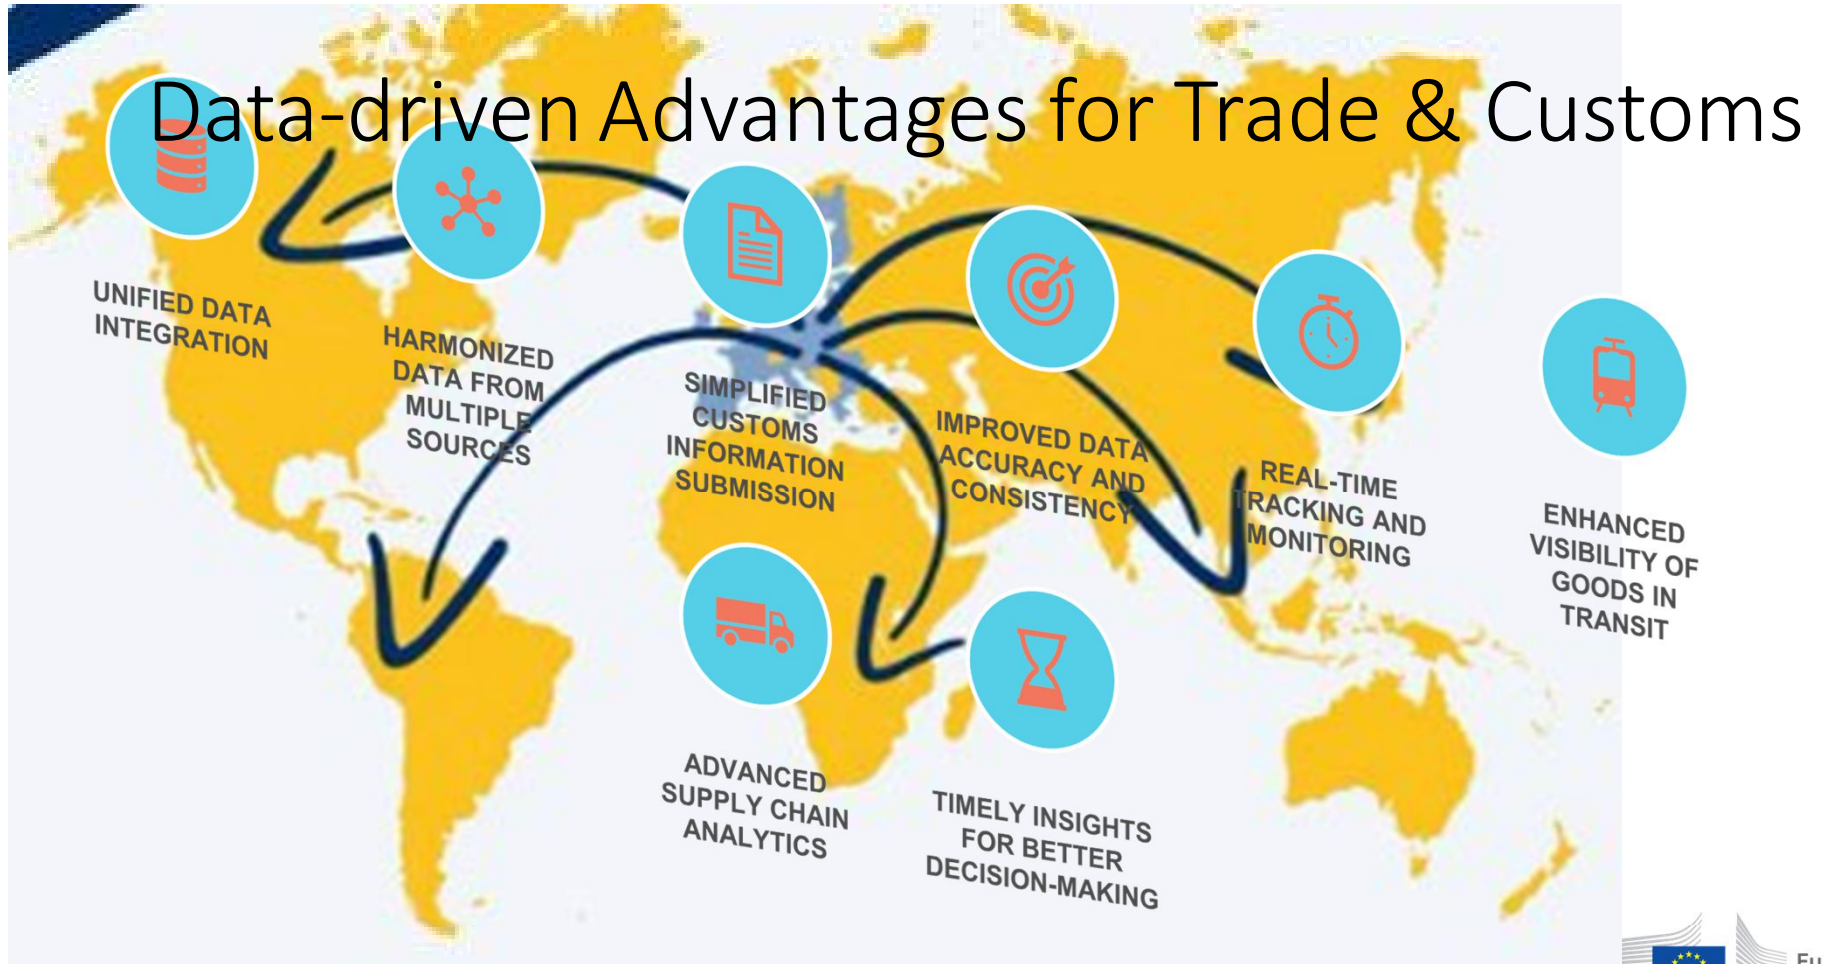 Data-driven Advantages for Trade & Customs
UNIFIED DATA
INTEGRATION
HARMONIZED
DATA FROM
MULTIPLE
SOURCES
SIMPLIFIED
CUSTOMS
INFORMATION
SUBMISSION
IMPROVED DATA
ACCURACY AND
CONSISTENCY
REAL-TIME
TRACKING AND
MONITORING
ENHANCED
VISIBILITY OF
GOODS IN
TRANSIT
ADVANCED
SUPPLY CHAIN
ANALYTICS
TIMELY INSIGHTS
FOR BETTER
DECISION-MAKING